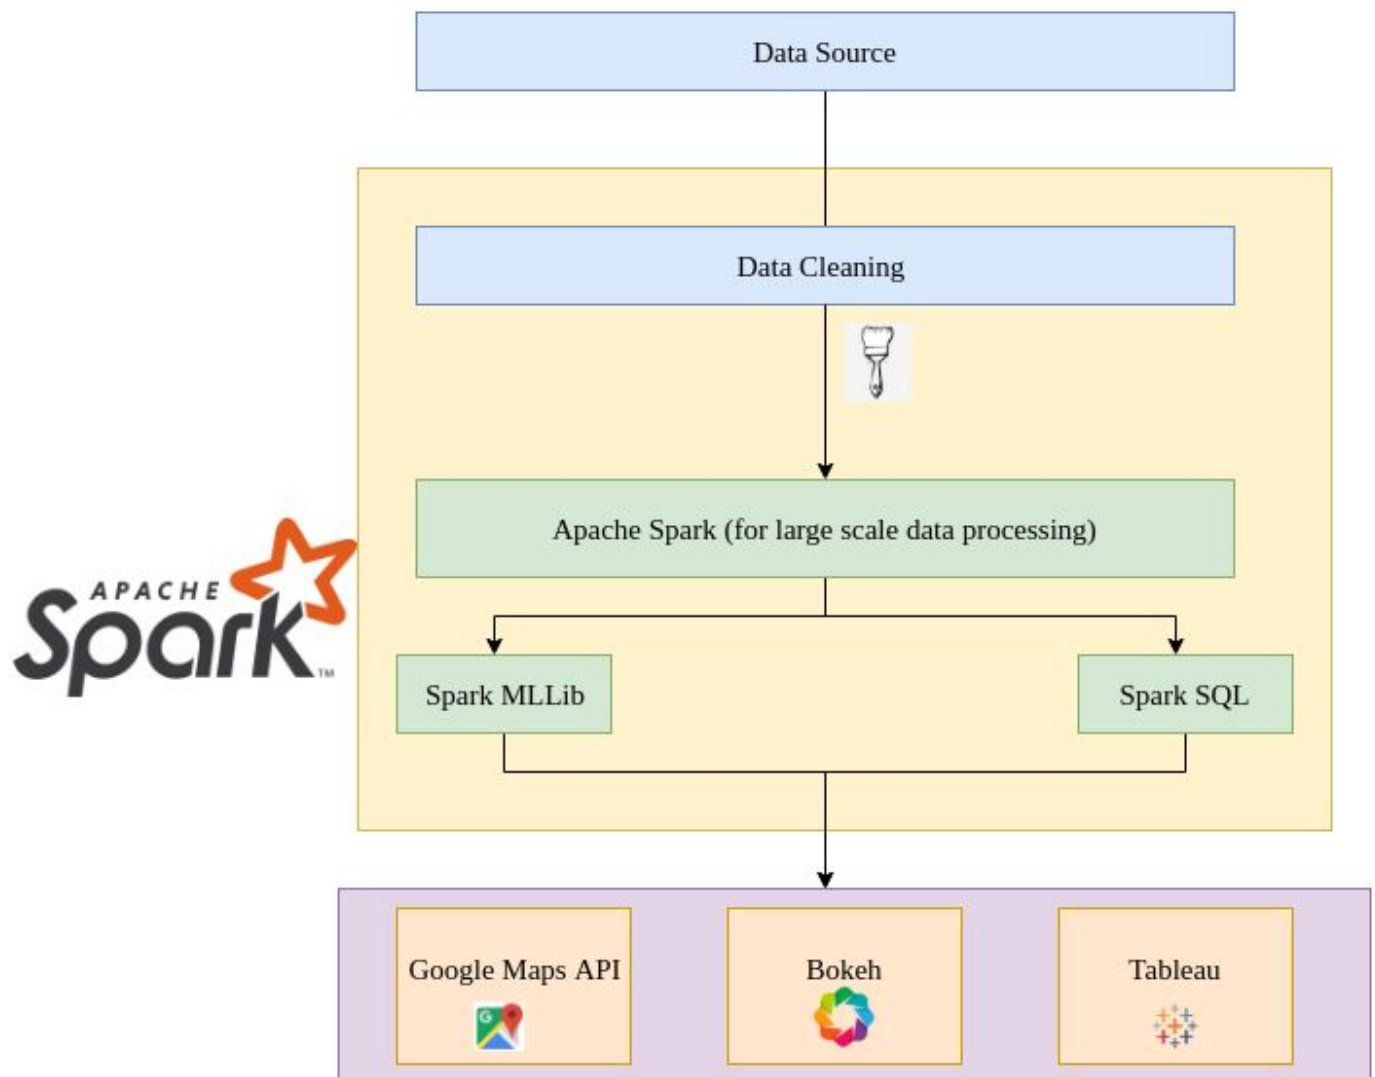 Data Source
Data Cleaning
Apache Spark (for large scale data processing)
APACHE
Spark™
Spark MLLib
Spark SQL
Google Maps API
G
Bokeh
Tableau